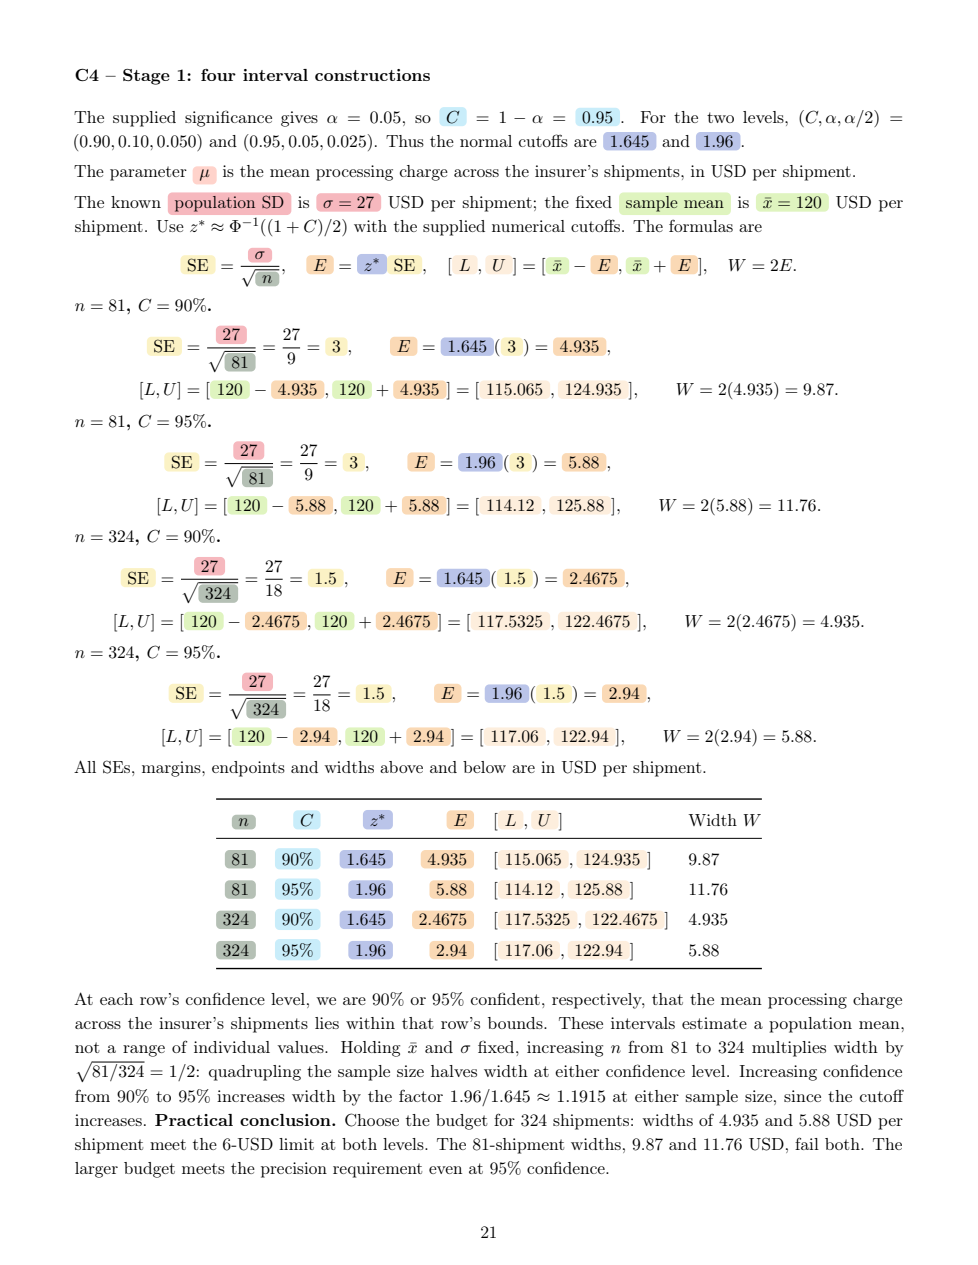 C4 – Stage 1: four interval constructions
The supplied significance gives α = 0.05, so C = 1 − α = 0.95 . For the two levels, (C, α, α/2) =
(0.90, 0.10, 0.050) and (0.95, 0.05, 0.025). Thus the normal cutoffs are 1.645 and 1.96 .
The parameter μ is the mean processing charge across the insurer's shipments, in USD per shipment.
The known population SD is σ = 27 USD per shipment; the fixed sample mean is x̄ = 120 USD per
shipment. Use z* ≈ Φ⁻¹((1 + C)/2) with the supplied numerical cutoffs. The formulas are
SE = σ/√n, E = z* SE , [ L , U ] = [ x̄ − E , x̄ + E ], W = 2E.
n = 81, C = 90%.
SE = 27/√81 = 27/9 = 3 , E = 1.645 ( 3 ) = 4.935 ,
[L, U] = [ 120 − 4.935 , 120 + 4.935 ] = [ 115.065 , 124.935 ], W = 2(4.935) = 9.87.
n = 81, C = 95%.
SE = 27/√81 = 27/9 = 3 , E = 1.96 ( 3 ) = 5.88 ,
[L, U] = [ 120 − 5.88 , 120 + 5.88 ] = [ 114.12 , 125.88 ], W = 2(5.88) = 11.76.
n = 324, C = 90%.
SE = 27/√324 = 27/18 = 1.5 , E = 1.645 ( 1.5 ) = 2.4675 ,
[L, U] = [ 120 − 2.4675 , 120 + 2.4675 ] = [ 117.5325 , 122.4675 ], W = 2(2.4675) = 4.935.
n = 324, C = 95%.
SE = 27/√324 = 27/18 = 1.5 , E = 1.96 ( 1.5 ) = 2.94 ,
[L, U] = [ 120 − 2.94 , 120 + 2.94 ] = [ 117.06 , 122.94 ], W = 2(2.94) = 5.88.
All SEs, margins, endpoints and widths above and below are in USD per shipment.
n C z* E [ L , U ] Width W
81 90% 1.645 4.935 [ 115.065 , 124.935 ] 9.87
81 95% 1.96 5.88 [ 114.12 , 125.88 ] 11.76
324 90% 1.645 2.4675 [ 117.5325 , 122.4675 ] 4.935
324 95% 1.96 2.94 [ 117.06 , 122.94 ] 5.88
At each row's confidence level, we are 90% or 95% confident, respectively, that the mean processing charge
across the insurer's shipments lies within that row's bounds. These intervals estimate a population mean,
not a range of individual values. Holding x̄ and σ fixed, increasing n from 81 to 324 multiplies width by
√81/324 = 1/2: quadrupling the sample size halves width at either confidence level. Increasing confidence
from 90% to 95% increases width by the factor 1.96/1.645 ≈ 1.1915 at either sample size, since the cutoff
increases. Practical conclusion. Choose the budget for 324 shipments: widths of 4.935 and 5.88 USD per
shipment meet the 6-USD limit at both levels. The 81-shipment widths, 9.87 and 11.76 USD, fail both. The
larger budget meets the precision requirement even at 95% confidence.
21